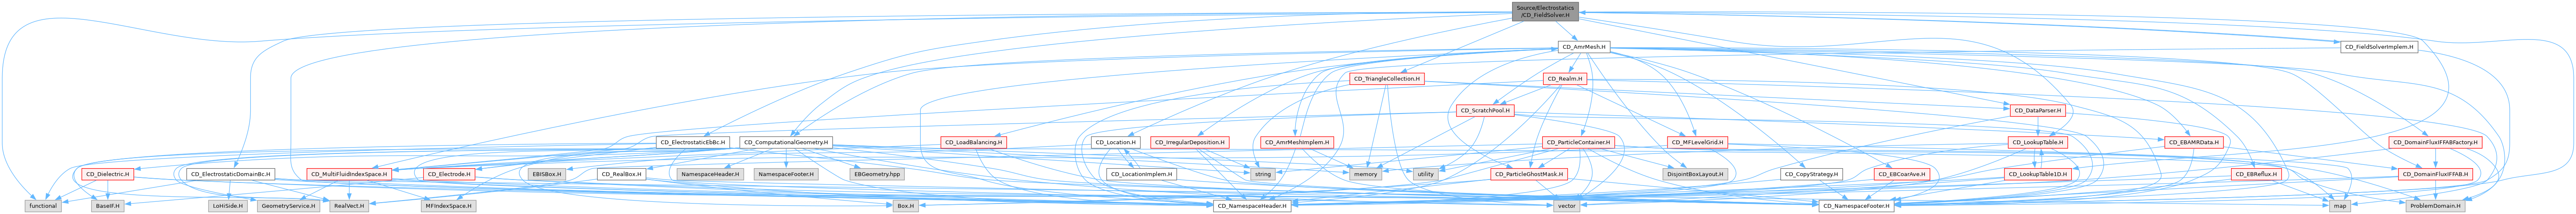 Source/Electrostatics
/CD_FieldSolver.H
CD_AmrMesh.H
CD_FieldSolverImplem.H
CD_TriangleCollection.H
CD_Realm.H
CD_ScratchPool.H
CD_DataParser.H
CD_ElectrostaticEbBc.H
CD_ComputationalGeometry.H
CD_LoadBalancing.H
CD_Location.H
CD_IrregularDeposition.H
CD_AmrMeshImplem.H
CD_ParticleContainer.H
CD_MFLevelGrid.H
CD_LookupTable.H
CD_EBAMRData.H
CD_DomainFluxIFFABFactory.H
CD_Dielectric.H
CD_ElectrostaticDomainBc.H
CD_MultiFluidIndexSpace.H
CD_Electrode.H
EBISBox.H
CD_RealBox.H
NamespaceHeader.H
NamespaceFooter.H
EBGeometry.hpp
CD_LocationImplem.H
string
memory
utility
CD_ParticleGhostMask.H
DisjointBoxLayout.H
CD_CopyStrategy.H
CD_EBCoarAve.H
CD_LookupTable1D.H
CD_EBReflux.H
CD_DomainFluxIFFAB.H
functional
BaseIF.H
LoHiSide.H
GeometryService.H
RealVect.H
MFIndexSpace.H
Box.H
CD_NamespaceHeader.H
vector
CD_NamespaceFooter.H
map
ProblemDomain.H